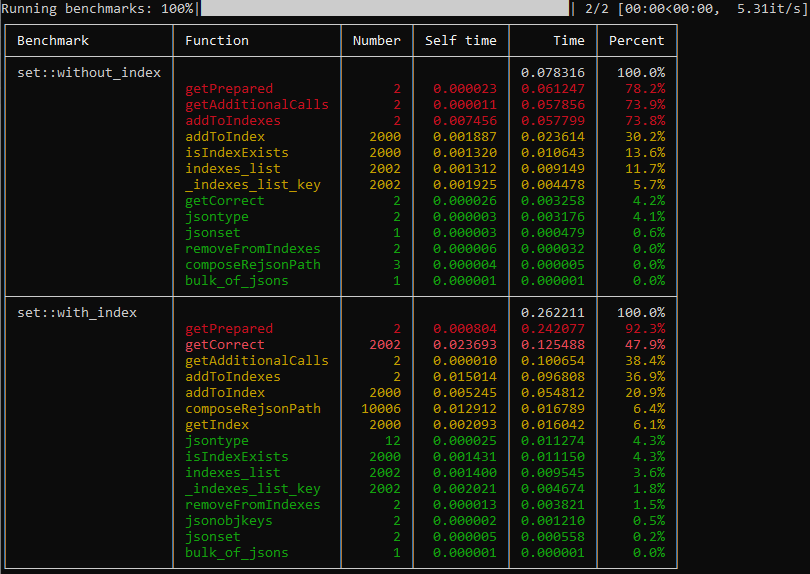 Running benchmarks: 100%| | 2/2 [00:00<00:00, 5.31it/s]
Benchmark Function Number Self time Time Percent
set::without_index 0.078316 100.0%
getPrepared 2 0.000023 0.061247 78.2%
getAdditionalCalls 2 0.000011 0.057856 73.9%
addToIndexes 2 0.007456 0.057799 73.8%
addToIndex 2000 0.001887 0.023614 30.2%
isIndexExists 2000 0.001320 0.010643 13.6%
indexes_list 2002 0.001312 0.009149 11.7%
_indexes_list_key 2002 0.001925 0.004478 5.7%
getCorrect 2 0.000026 0.003258 4.2%
jsontype 2 0.000003 0.003176 4.1%
jsonset 1 0.000003 0.000479 0.6%
removeFromIndexes 2 0.000006 0.000032 0.0%
composeRejsonPath 3 0.000004 0.000005 0.0%
bulk_of_jsons 1 0.000001 0.000001 0.0%
set::with_index 0.262211 100.0%
getPrepared 2 0.000804 0.242077 92.3%
getCorrect 2002 0.023693 0.125488 47.9%
getAdditionalCalls 2 0.000010 0.100654 38.4%
addToIndexes 2 0.015014 0.096808 36.9%
addToIndex 2000 0.005245 0.054812 20.9%
composeRejsonPath 10006 0.012912 0.016789 6.4%
getIndex 2000 0.002093 0.016042 6.1%
jsontype 12 0.000025 0.011274 4.3%
isIndexExists 2000 0.001431 0.011150 4.3%
indexes_list 2002 0.001400 0.009545 3.6%
_indexes_list_key 2002 0.002021 0.004674 1.8%
removeFromIndexes 2 0.000013 0.003821 1.5%
jsonobjkeys 2 0.000002 0.001210 0.5%
jsonset 2 0.000005 0.000558 0.2%
bulk_of_jsons 1 0.000001 0.000001 0.0%